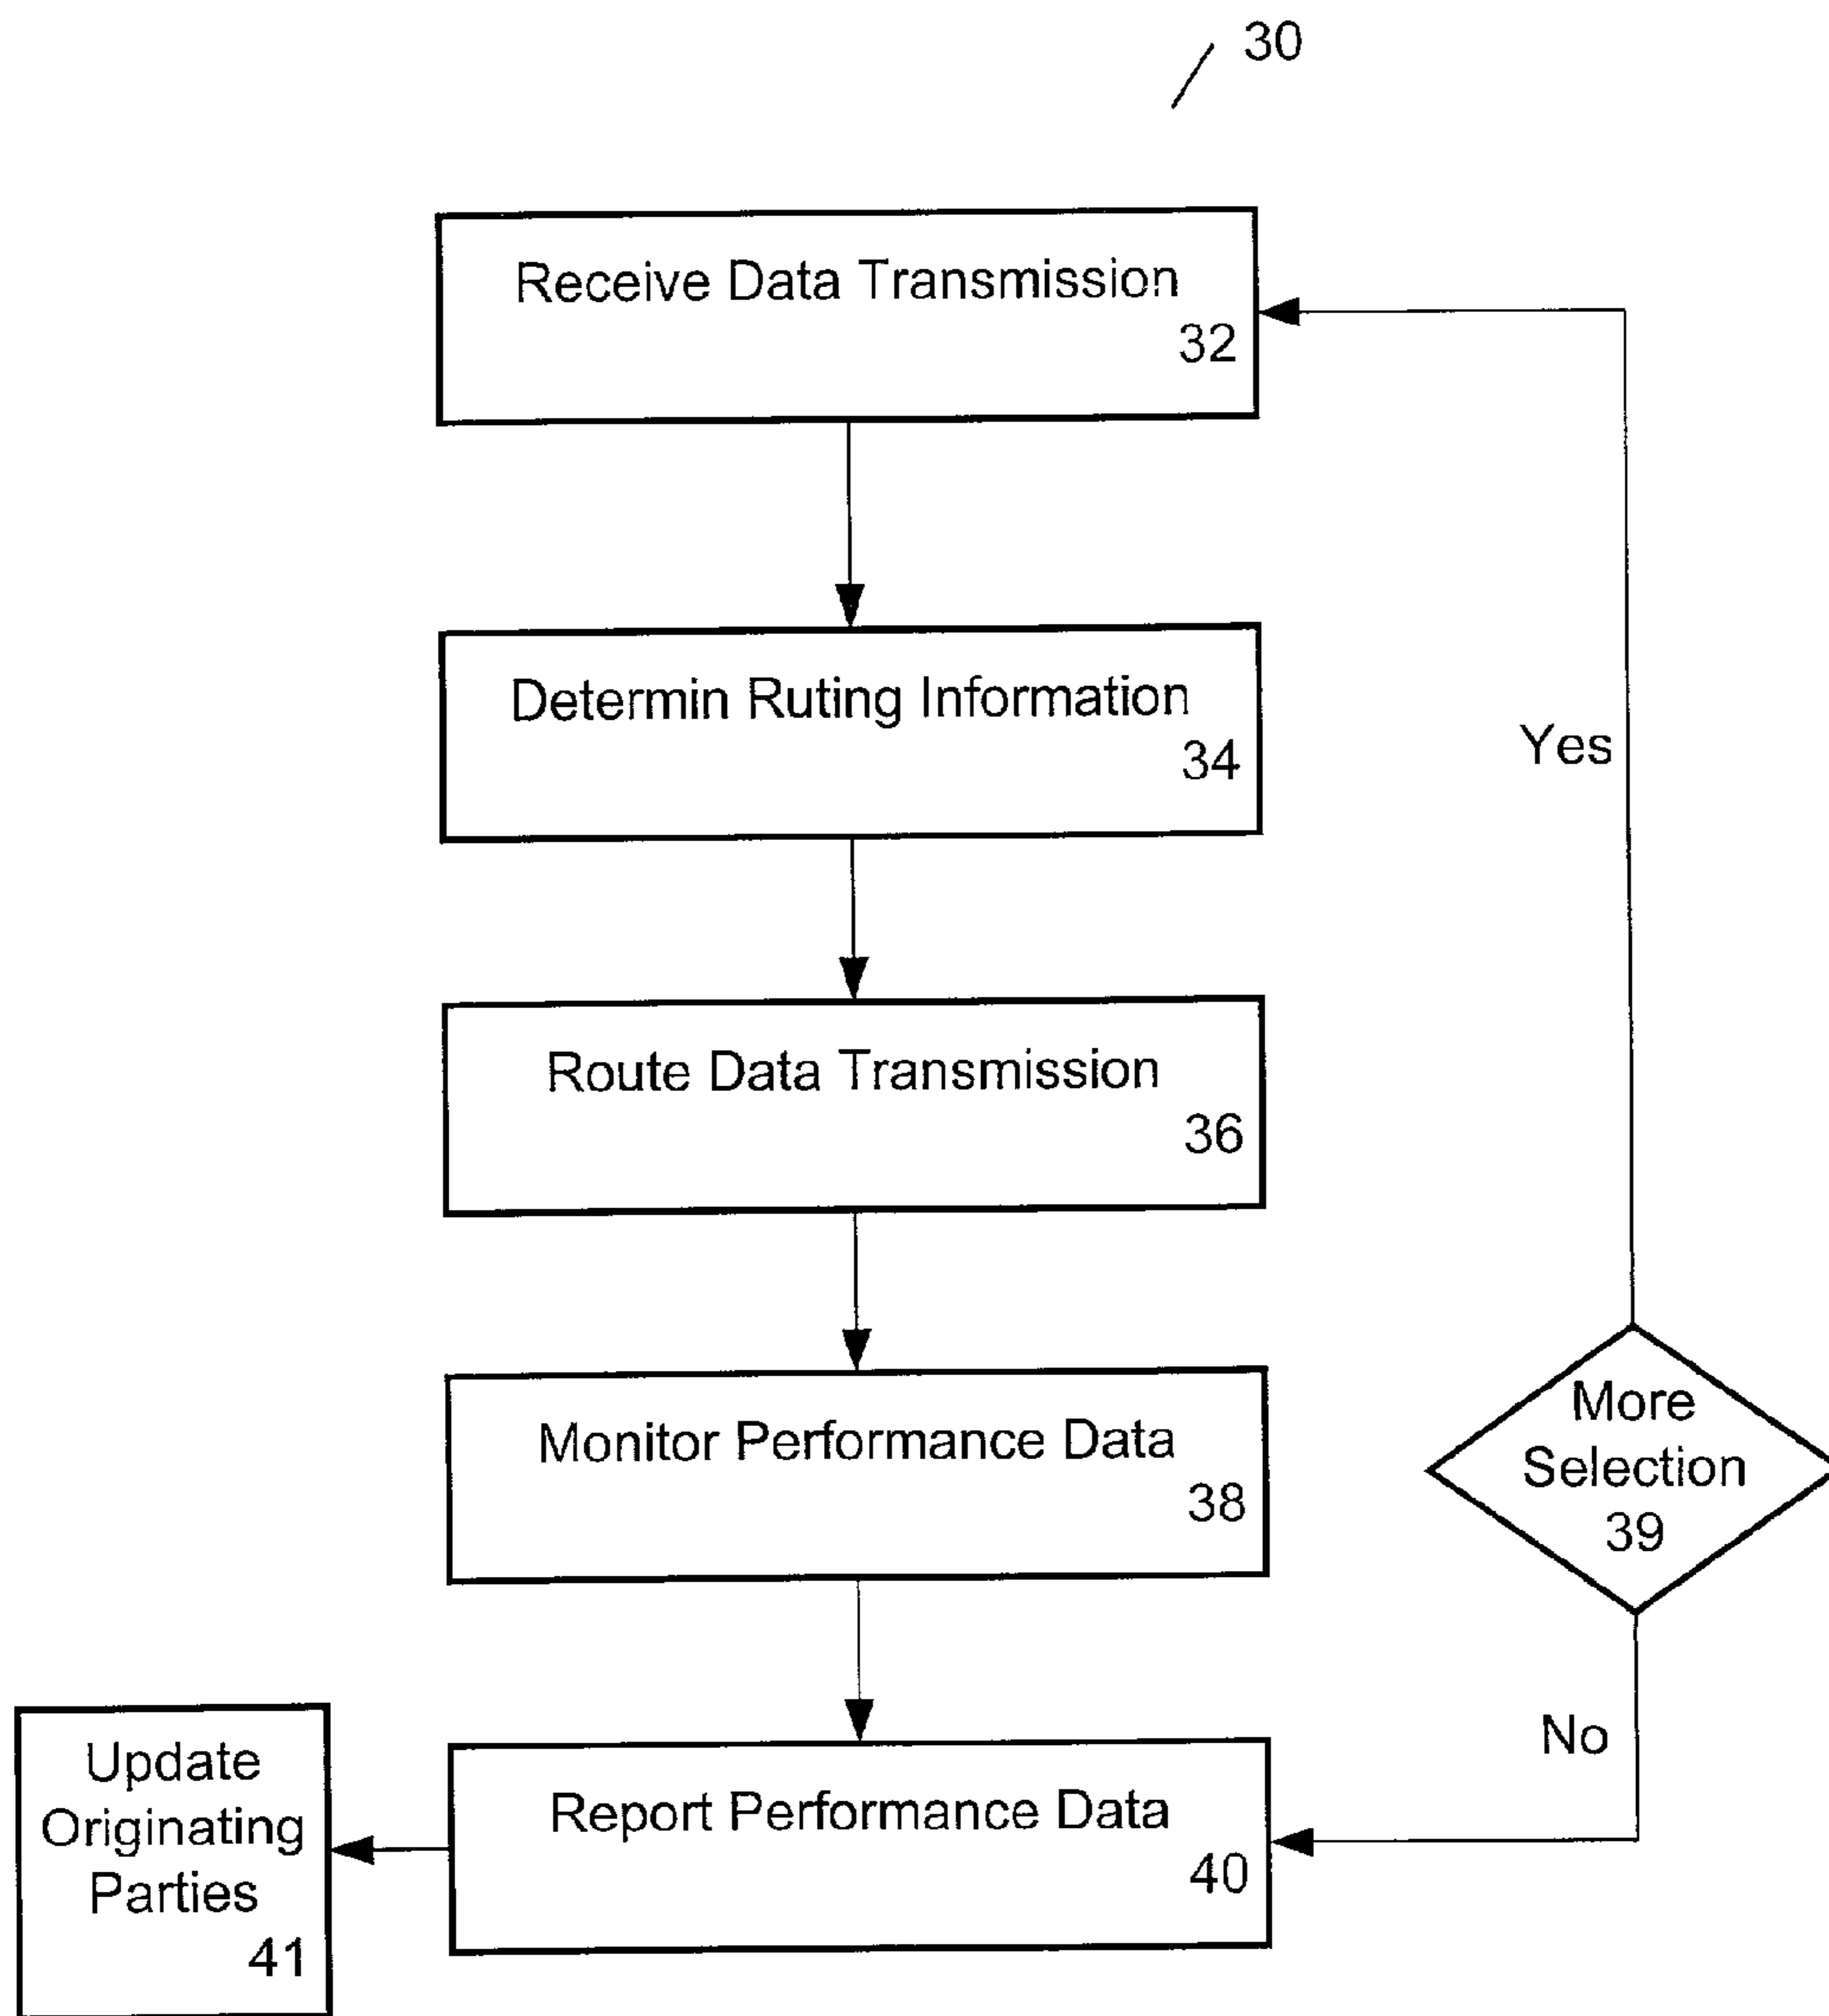 30
Receive Data Transmission
32
Determin Ruting Information
34
Yes
Route Data Transmission
36
Monitor Performance Data
38
More
Selection
39
No
Report Performance Data
40
Update
Originating
Parties
41